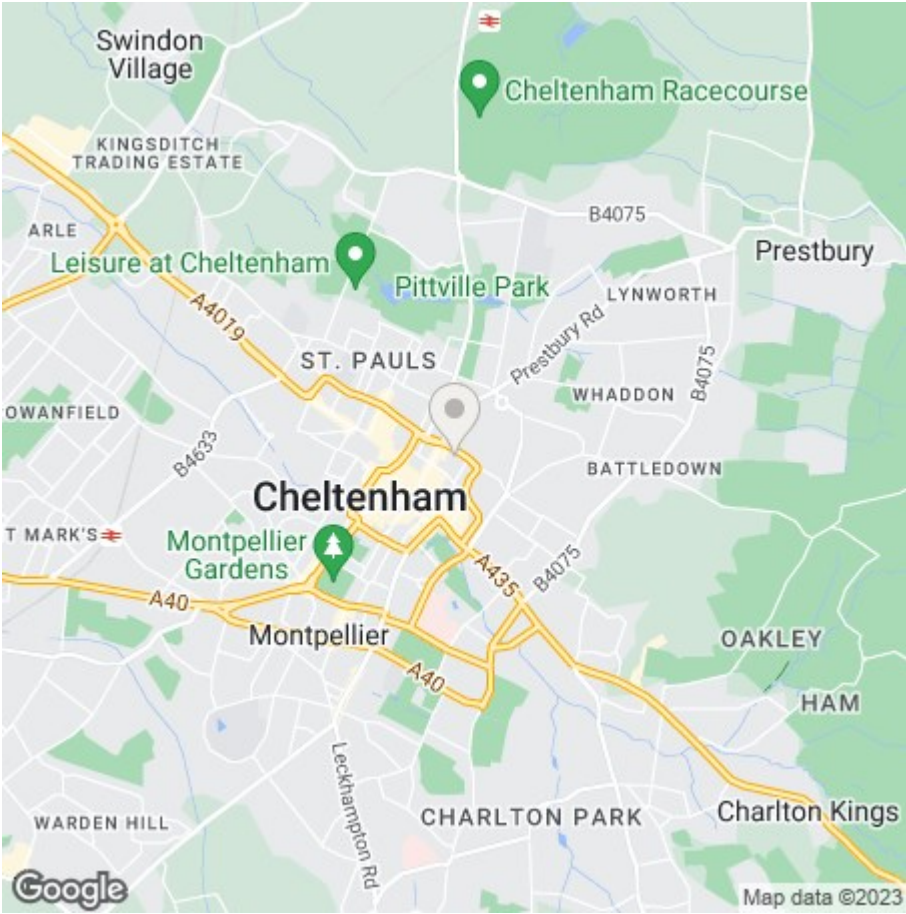 Swindon
Village
Cheltenham Racecourse
KINGSDITCH
TRADING ESTATE
B4075
ARLE
Prestbury
Leisure at Cheltenham
Pittville Park
LYNWORTH
A4019
Prestbury Rd
ST. PAULS
B4075
WHADDON
OWANFIELD
B4633
BATTLEDOWN
Cheltenham
T MARK'S
Montpellier
Gardens
A435
B4075
A40
Montpellier
OAKLEY
A40
HAM
Leckhampton Rd
WARDEN HILL
CHARLTON PARK
Charlton Kings
Google
Map data ©2023